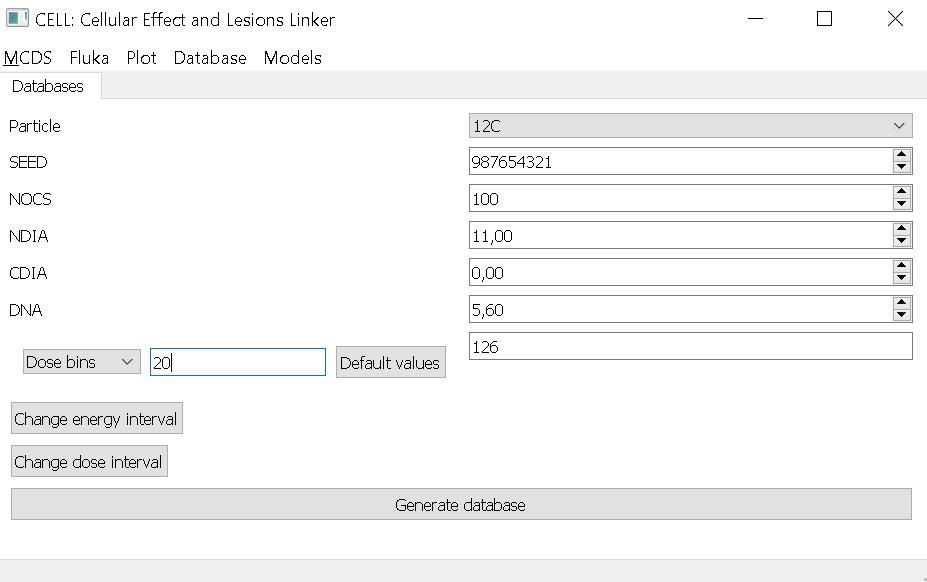 CELL: Cellular Effect and Lesions Linker
MCDS Fluka Plot Database Models
Databases
Particle 12C
SEED 987654321
NOCS 100
NDIA 11,00
CDIA 0,00
DNA 5,60
Dose bins 20 Default values 126
Change energy interval
Change dose interval
Generate database